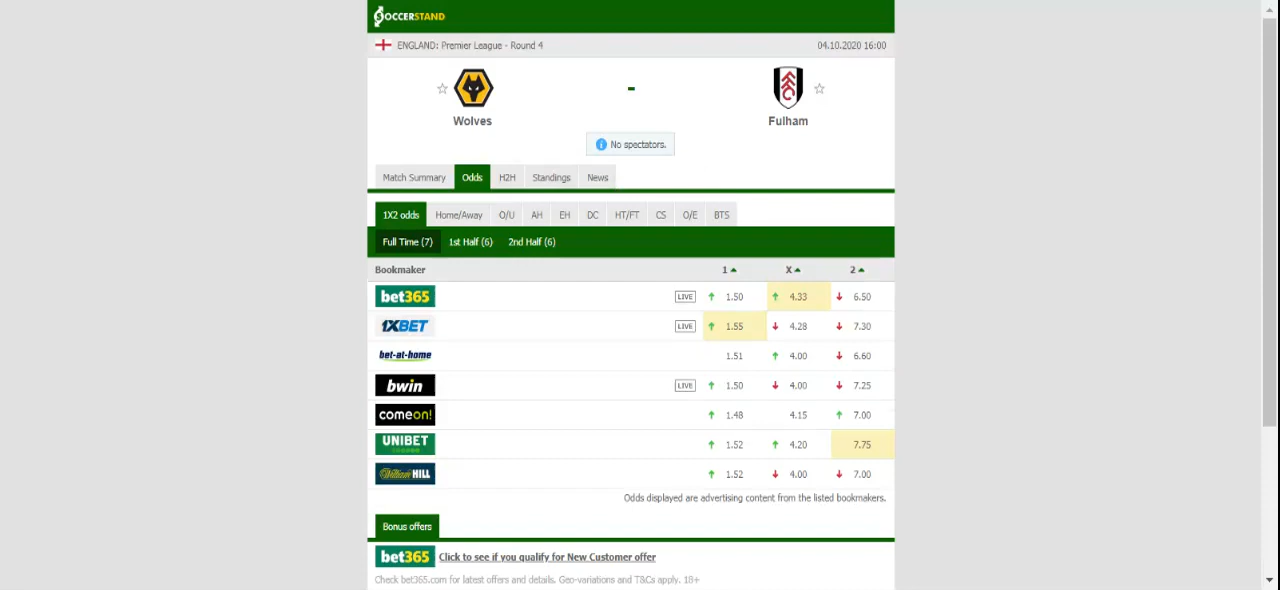 SOCCERSTAND
ENGLAND: Premier League - Round 4 04.10.2020 16:00
-
Wolves Fulham
No spectators.
Match Summary Odds H2H Standings News
1X2 odds Home/Away O/U AH EH DC HT/FT CS O/E BTS
Full Time (7) 1st Half (6) 2nd Half (6)
Bookmaker 1 X 2
bet365 LIVE 1.50 4.33 6.50
1XBET LIVE 1.55 4.28 7.30
bet-at-home 1.51 4.00 6.60
bwin LIVE 1.50 4.00 7.25
comeon! 1.48 4.15 7.00
UNIBET 1.52 4.20 7.75
William HILL 1.52 4.00 7.00
Odds displayed are advertising content from the listed bookmakers.
Bonus offers
bet365 Click to see if you qualify for New Customer offer
Check bet365.com for latest offers and details. Geo-variations and T&Cs apply. 18+